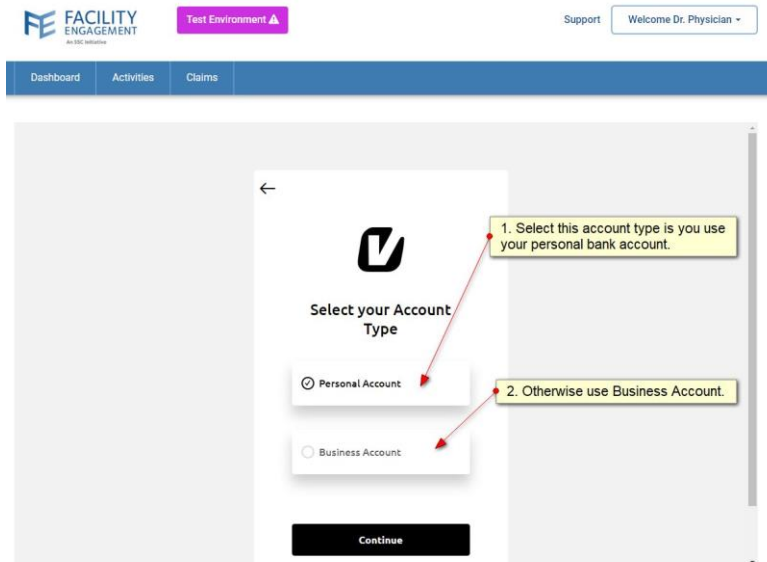 FACILITY
ENGAGEMENT
An SSC Initiative
Test Environment
Support
Welcome Dr. Physician
Dashboard
Activities
Claims
1. Select this account type is you use
your personal bank account.
Select your Account
Type
Personal Account
2. Otherwise use Business Account.
Business Account
Continue